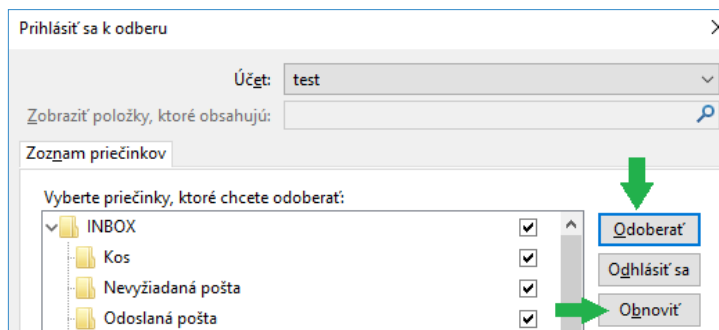 Prihlásiť sa k odberu
Účet: test
Zobraziť položky, ktoré obsahujú:
Zoznam priečinkov
Vyberte priečinky, ktoré chcete odoberať:
INBOX
Kos
Nevyžiadaná pošta
Odoslaná pošta
Odoberať
Odhlásiť sa
Obnoviť